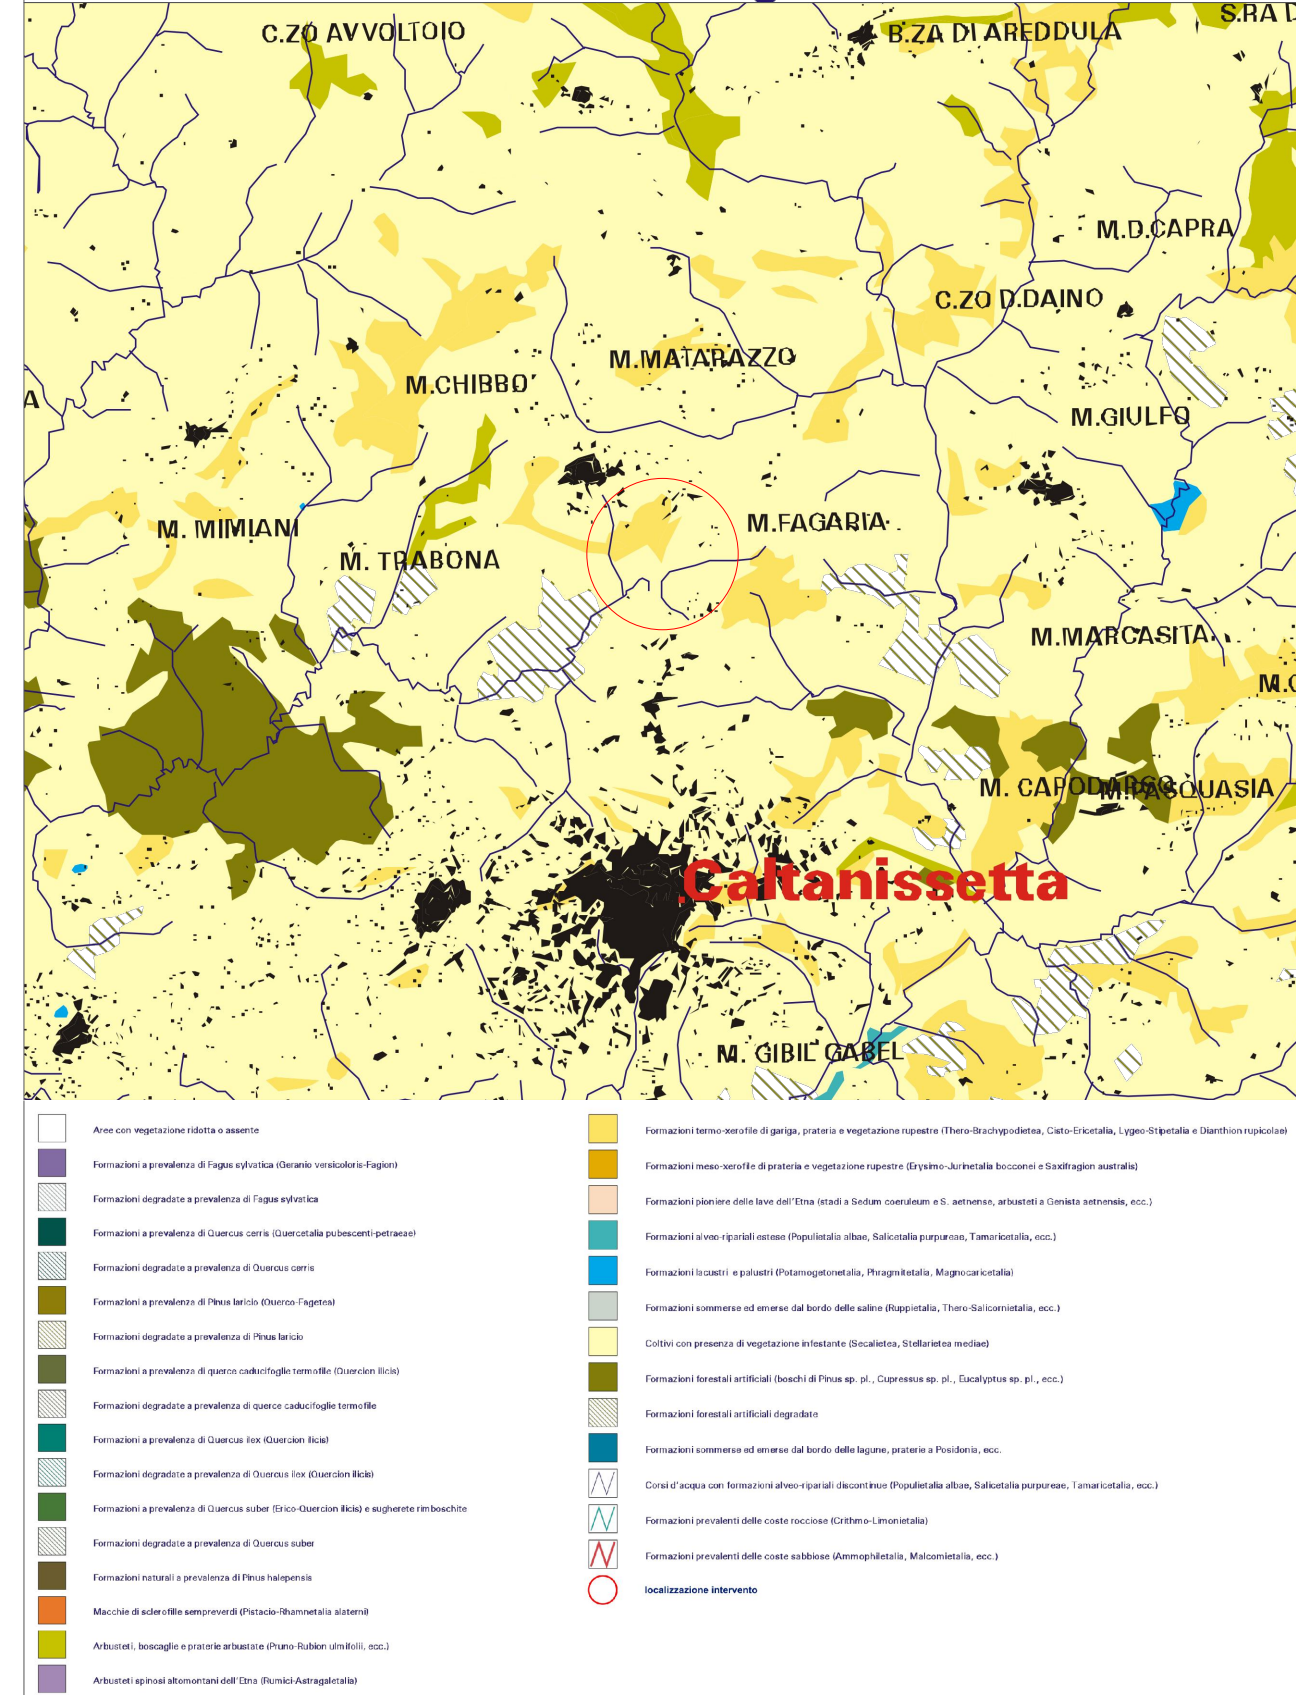 C.ZO AVVOLTOIO
B.ZA DI AREDDULA
S.RA D
M.D.CAPRA
C.ZO D.DAINO
M.MATARAZZO
M.CHIBBO'
A
M.GIULFO
M.FAGARIA
M. MIMIANI
M. TRABONA
M.MARCASITA
M.C
M. CAPODARSO
M.PASQUASIA
.Caltanissetta
M. GIBIL GABEL
Aree con vegetazione ridotta o assente
Formazioni a prevalenza di Fagus sylvatica (Geranio versicoloris-Fagion)
Formazioni degradate a prevalenza di Fagus sylvatica
Formazioni a prevalenza di Quercus cerris (Quercetalia pubescenti-petraeae)
Formazioni degradate a prevalenza di Quercus cerris
Formazioni a prevalenza di Pinus laricio (Querco-Fagetea)
Formazioni degradate a prevalenza di Pinus laricio
Formazioni a prevalenza di querce caducifoglie termofile (Quercion ilicis)
Formazioni degradate a prevalenza di querce caducifoglie termofile
Formazioni a prevalenza di Quercus ilex (Quercion ilicis)
Formazioni degradate a prevalenza di Quercus ilex (Quercion ilicis)
Formazioni a prevalenza di Quercus suber (Erico-Quercion ilicis) e sugherete rimboschite
Formazioni degradate a prevalenza di Quercus suber
Formazioni naturali a prevalenza di Pinus halepensis
Macchie di sclerofille sempreverdi (Pistacio-Rhamnetalia alaterni)
Arbusteti, boscaglie e praterie arbustate (Pruno-Rubion ulmifolii, ecc.)
Arbusteti spinosi altomontani dell'Etna (Rumici-Astragaletalia)
Formazioni termo-xerofile di gariga, prateria e vegetazione rupestre (Thero-Brachypodietea, Cisto-Ericetalia, Lygeo-Stipetalia e Dianthion rupicolae)
Formazioni meso-xerofile di prateria e vegetazione rupestre (Erysimo-Jurinetalia bocconei e Saxifragion australis)
Formazioni pioniere delle lave dell'Etna (stadi a Sedum coeruleum e S. aetnense, arbusteti a Genista aetnensis, ecc.)
Formazioni alveo-ripariali estese (Populetalia albae, Salicetalia purpureae, Tamaricetalia, ecc.)
Formazioni lacustri e palustri (Potamogetonetalia, Phragmitetalia, Magnocaricetalia)
Formazioni sommerse ed emerse dal bordo delle saline (Ruppietalia, Thero-Salicornietalia, ecc.)
Coltivi con presenza di vegetazione infestante (Secalietea, Stellarietea mediae)
Formazioni forestali artificiali (boschi di Pinus sp. pl., Cupressus sp. pl., Eucalyptus sp. pl., ecc.)
Formazioni forestali artificiali degradate
Formazioni sommerse ed emerse dal bordo delle lagune, praterie a Posidonia, ecc.
Corsi d'acqua con formazioni alveo-ripariali discontinue (Populetalia albae, Salicetalia purpureae, Tamaricetalia, ecc.)
Formazioni prevalenti delle coste rocciose (Crithmo-Limonietalia)
Formazioni prevalenti delle coste sabbiose (Ammophiletalia, Malcomietalia, ecc.)
localizzazione intervento